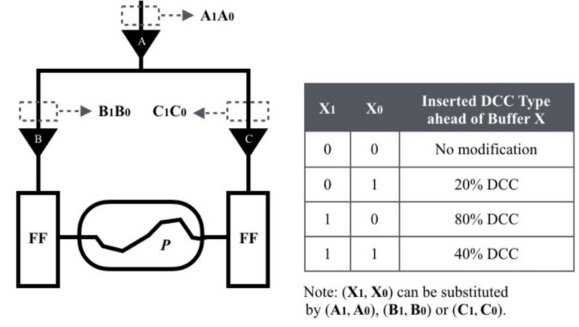 A1A0
A
B1B0
C1C0
B
C
FF
P
FF
X1 X0 Inserted DCC Type
ahead of Buffer X
0 0 No modification
0 1 20% DCC
1 0 80% DCC
1 1 40% DCC
Note: (X1, X0) can be substituted
by (A1, A0), (B1, B0) or (C1, C0).